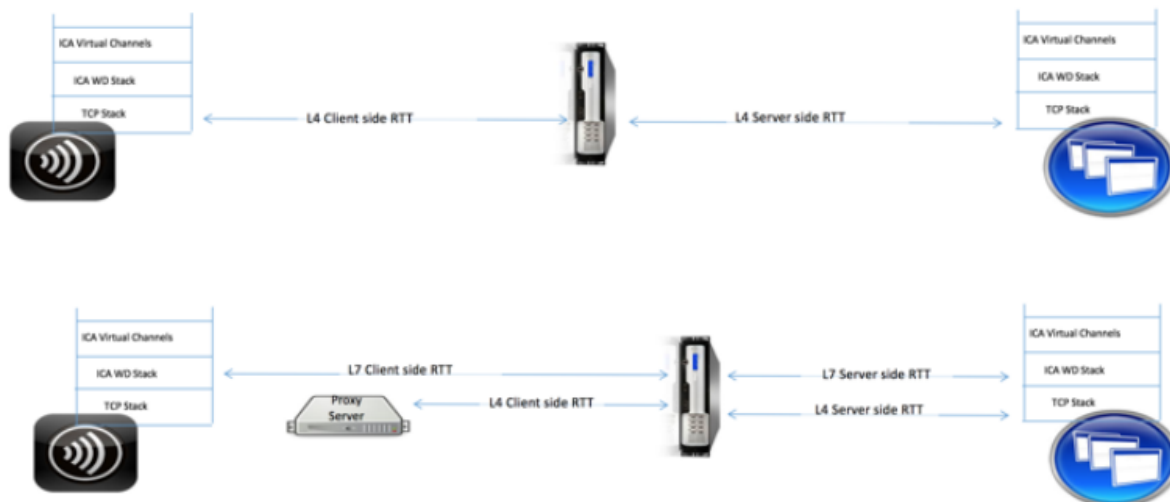 ICA Virtual Channels
ICA WD Stack
TCP Stack
L4 Client side RTT
L4 Server side RTT
ICA Virtual Channels
ICA WD Stack
TCP Stack
ICA Virtual Channels
ICA WD Stack
TCP Stack
L7 Client side RTT
Proxy
Server
L4 Client side RTT
L7 Server side RTT
L4 Server side RTT
ICA Virtual Channels
ICA WD Stack
TCP Stack